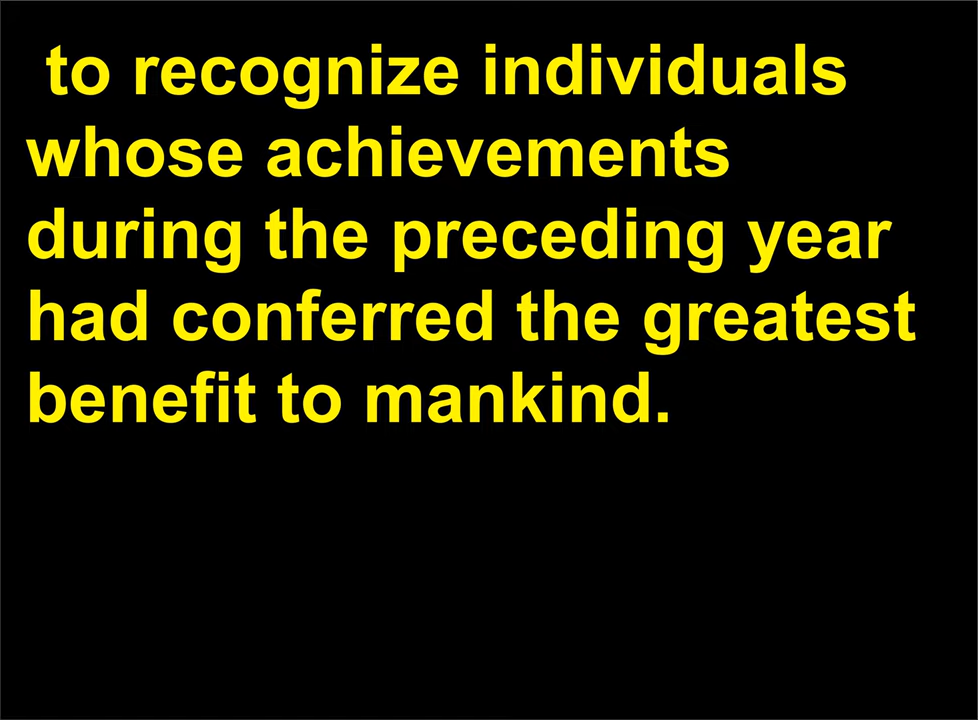 to recognize individuals
whose achievements
during the preceding year
had conferred the greatest
benefit to mankind.